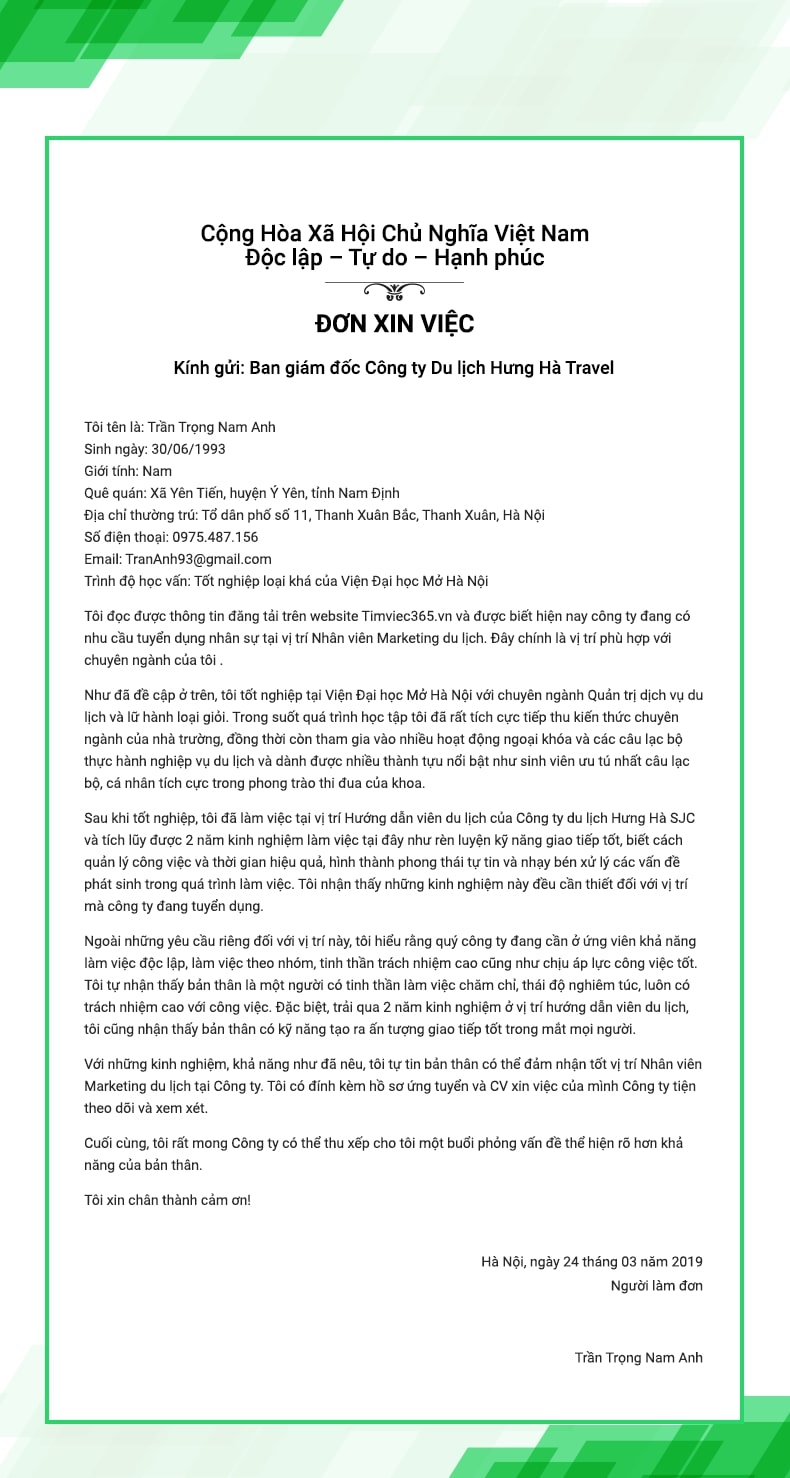 Cộng Hòa Xã Hội Chủ Nghĩa Việt Nam
Độc lập – Tự do – Hạnh phúc
ĐƠN XIN VIỆC
Kính gửi: Ban giám đốc Công ty Du lịch Hưng Hà Travel
Tôi tên là: Trần Trọng Nam Anh
Sinh ngày: 30/06/1993
Giới tính: Nam
Quê quán: Xã Yên Tiến, huyện Ý Yên, tỉnh Nam Định
Địa chỉ thường trú: Tổ dân phố số 11, Thanh Xuân Bắc, Thanh Xuân, Hà Nội
Số điện thoại: 0975.487.156
Email: TranAnh93@gmail.com
Trình độ học vấn: Tốt nghiệp loại khá của Viện Đại học Mở Hà Nội
Tôi đọc được thông tin đăng tải trên website Timviec365.vn và được biết hiện nay công ty đang có
nhu cầu tuyển dụng nhân sự tại vị trí Nhân viên Marketing du lịch. Đây chính là vị trí phù hợp với
chuyên ngành của tôi .
Như đã đề cập ở trên, tôi tốt nghiệp tại Viện Đại học Mở Hà Nội với chuyên ngành Quản trị dịch vụ du
lịch và lữ hành loại giỏi. Trong suốt quá trình học tập tôi đã rất tích cực tiếp thu kiến thức chuyên
ngành của nhà trường, đồng thời còn tham gia vào nhiều hoạt động ngoại khóa và các câu lạc bộ
thực hành nghiệp vụ du lịch và dành được nhiều thành tựu nổi bật như sinh viên ưu tú nhất câu lạc
bộ, cá nhân tích cực trong phong trào thi đua của khoa.
Sau khi tốt nghiệp, tôi đã làm việc tại vị trí Hướng dẫn viên du lịch của Công ty du lịch Hưng Hà SJC
và tích lũy được 2 năm kinh nghiệm làm việc tại đây như rèn luyện kỹ năng giao tiếp tốt, biết cách
quản lý công việc và thời gian hiệu quả, hình thành phong thái tự tin và nhạy bén xử lý các vấn đề
phát sinh trong quá trình làm việc. Tôi nhận thấy những kinh nghiệm này đều cần thiết đối với vị trí
mà công ty đang tuyển dụng.
Ngoài những yêu cầu riêng đối với vị trí này, tôi hiểu rằng quý công ty đang cần ở ứng viên khả năng
làm việc độc lập, làm việc theo nhóm, tinh thần trách nhiệm cao cũng như chịu áp lực công việc tốt.
Tôi tự nhận thấy bản thân là một người có tinh thần làm việc chăm chỉ, thái độ nghiêm túc, luôn có
trách nhiệm cao với công việc. Đặc biệt, trải qua 2 năm kinh nghiệm ở vị trí hướng dẫn viên du lịch,
tôi cũng nhận thấy bản thân có kỹ năng tạo ra ấn tượng giao tiếp tốt trong mắt mọi người.
Với những kinh nghiệm, khả năng như đã nêu, tôi tự tin bản thân có thể đảm nhận tốt vị trí Nhân viên
Marketing du lịch tại Công ty. Tôi có đính kèm hồ sơ ứng tuyển và CV xin việc của mình Công ty tiện
theo dõi và xem xét.
Cuối cùng, tôi rất mong Công ty có thể thu xếp cho tôi một buổi phỏng vấn đề thể hiện rõ hơn khả
năng của bản thân.
Tôi xin chân thành cảm ơn!
Hà Nội, ngày 24 tháng 03 năm 2019
Người làm đơn
Trần Trọng Nam Anh